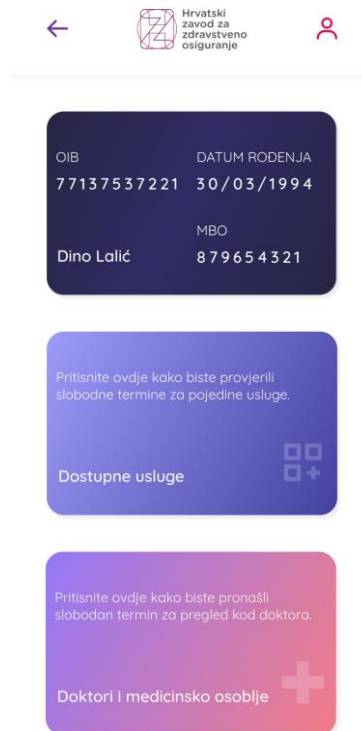 Hrvatski
zavod za
zdravstveno
osiguranje
OIB
77137537221
DATUM ROĐENJA
30/03/1994
MBO
Dino Lalić
879654321
Pritisnite ovdje kako biste provjerili
slobodne termine za pojedine usluge.
Dostupne usluge
Pritisnite ovdje kako biste pronašli
slobodan termin za pregled kod doktora.
Doktori i medicinsko osoblje